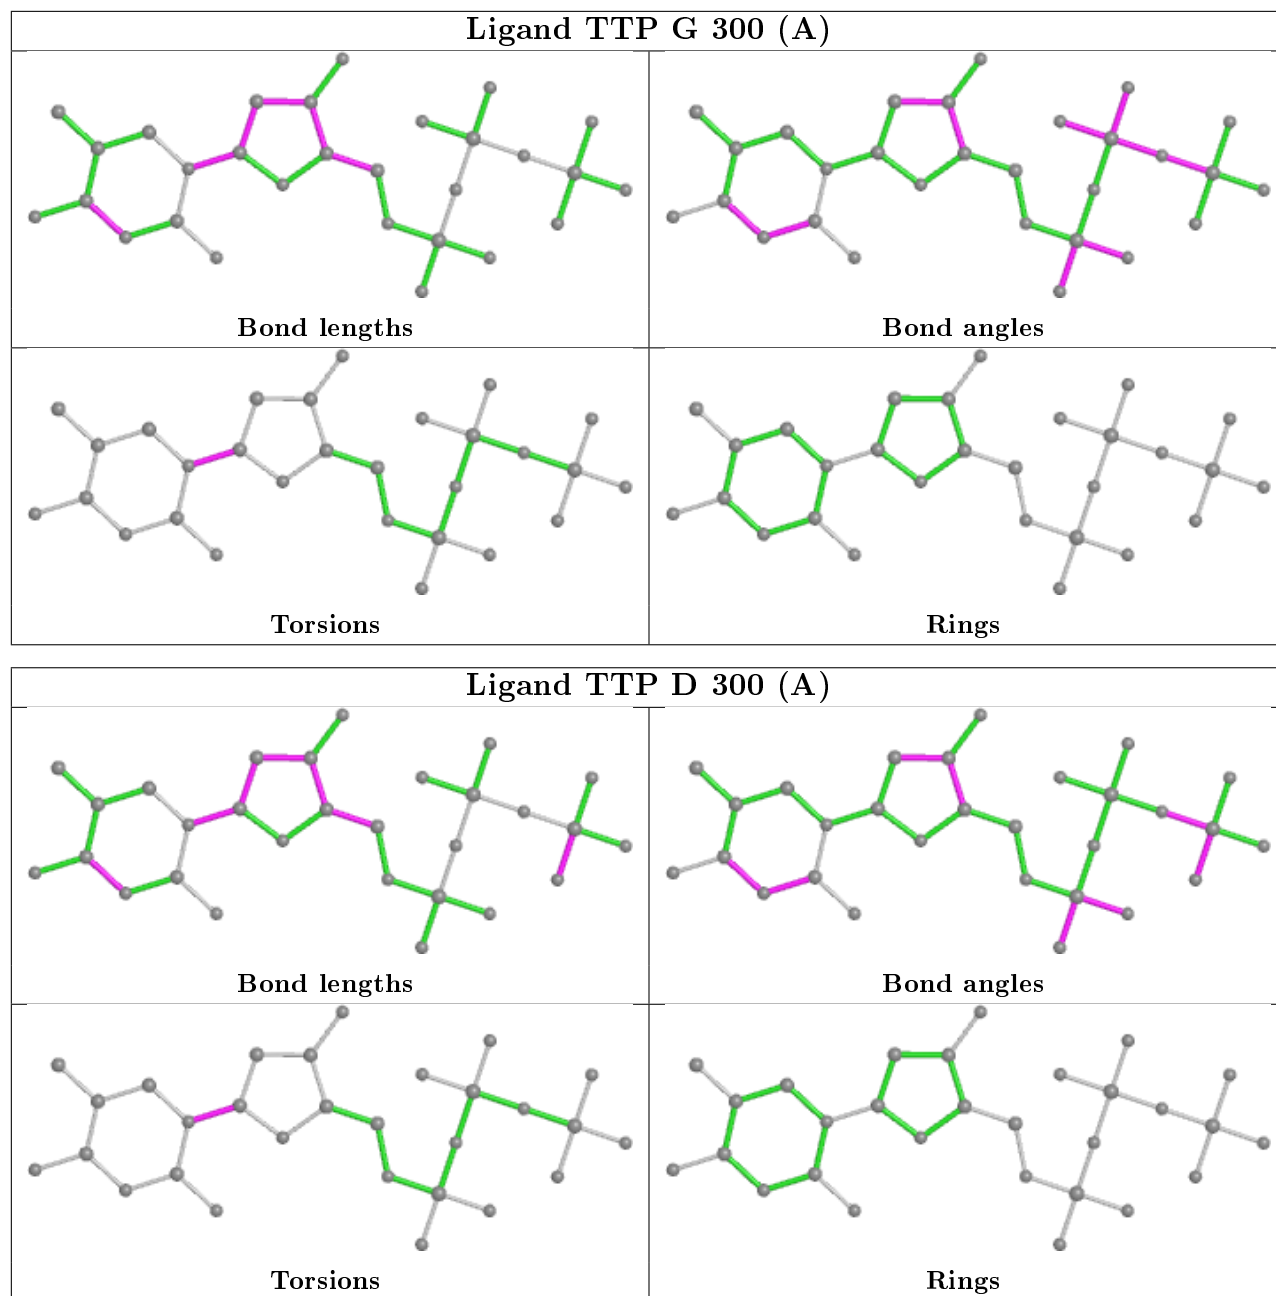 Ligand TTP G 300 (A)
Bond lengths
Bond angles
Torsions
Rings
Ligand TTP D 300 (A)
Bond lengths
Bond angles
Torsions
Rings